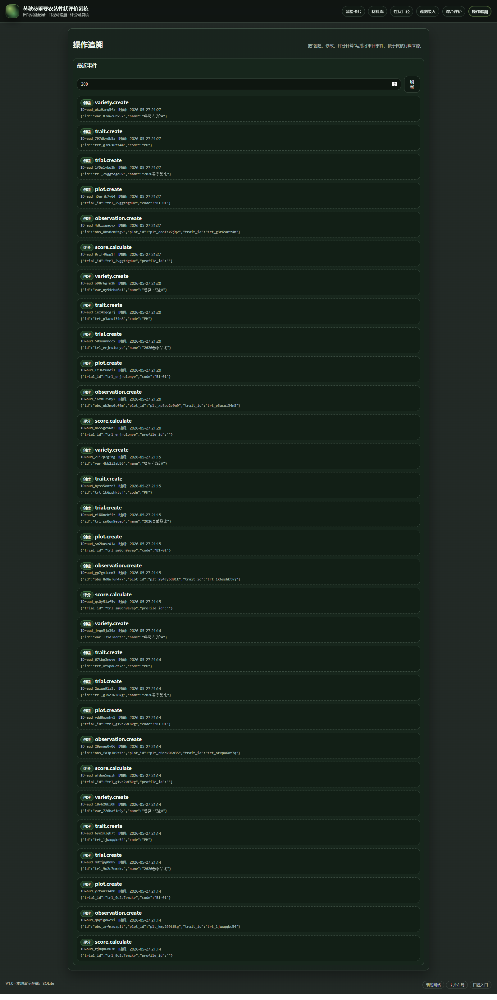 黄秋葵重要农艺性状评价系统
田间试验记录 · 口径可追溯 · 评分可复核
试验卡片
材料库
性状口径
观测录入
综合评价
操作追溯
操作追溯
把“创建、修改、评分计算”写成可审计事件，便于复核材料来源。
最近事件
200
刷
新
创建 variety.create
ID=aud_okz9zrq5fz 时间：2026-05-27 21:27
{"id":"var_87awc6bx52","name":"鲁葵-试验A"}
创建 trait.create
ID=aud_797dkydb5a 时间：2026-05-27 21:27
{"id":"trt_g3r6sutz4m","code":"PH"}
创建 trial.create
ID=aud_lf5p1ybq3k 时间：2026-05-27 21:27
{"id":"trl_2vggtdgdux","name":"2026春季品比"}
创建 plot.create
ID=aud_j5urjk7y64 时间：2026-05-27 21:27
{"trial_id":"trl_2vggtdgdux","code":"B1-01"}
创建 observation.create
ID=aud_4dkzxgaovx 时间：2026-05-27 21:27
{"id":"obs_8bv0cm0zgv","plot_id":"plt_aoofsx2jqv","trait_id":"trt_g3r6sutz4m"}
评分 score.calculate
ID=aud_8rlf48pg1f 时间：2026-05-27 21:27
{"trial_id":"trl_2vggtdgdux","profile_id":""}
创建 variety.create
ID=aud_o98r6gfm2k 时间：2026-05-27 21:20
{"id":"var_ny94ebd6a1","name":"鲁葵-试验A"}
创建 trait.create
ID=aud_1ez4xqcgfj 时间：2026-05-27 21:20
{"id":"trt_p3acui34n8","code":"PH"}
创建 trial.create
ID=aud_50sonnmccx 时间：2026-05-27 21:20
{"id":"trl_erjru1onye","name":"2026春季品比"}
创建 plot.create
ID=aud_fz36tundil 时间：2026-05-27 21:20
{"trial_id":"trl_erjru1onye","code":"B1-01"}
创建 observation.create
ID=aud_i6x8f25by2 时间：2026-05-27 21:20
{"id":"obs_ub2mu0cf6m","plot_id":"plt_xp3po2v9w9","trait_id":"trt_p3acui34n8"}
评分 score.calculate
ID=aud_h655gevwhf 时间：2026-05-27 21:20
{"trial_id":"trl_erjru1onye","profile_id":""}
创建 variety.create
ID=aud_21i7p2gfhg 时间：2026-05-27 21:15
{"id":"var_4kb2i3ab56","name":"鲁葵-试验A"}
创建 trait.create
ID=aud_hyss5onzr3 时间：2026-05-27 21:15
{"id":"trt_1k6sshktvj","code":"PH"}
创建 trial.create
ID=aud_ri88nehfiz 时间：2026-05-27 21:15
{"id":"trl_sm0qn9evep","name":"2026春季品比"}
创建 plot.create
ID=aud_sm2kuvzd1a 时间：2026-05-27 21:15
{"trial_id":"trl_sm0qn9evep","code":"B1-01"}
创建 observation.create
ID=aud_gp7gmicem3 时间：2026-05-27 21:15
{"id":"obs_8d8wfun477","plot_id":"plt_2y4jybd81t","trait_id":"trt_1k6sshktvj"}
评分 score.calculate
ID=aud_qs0y51af5v 时间：2026-05-27 21:15
{"trial_id":"trl_sm0qn9evep","profile_id":""}
创建 variety.create
ID=aud_jvqn5jx39x 时间：2026-05-27 21:14
{"id":"var_l3xdfadntc","name":"鲁葵-试验A"}
创建 trait.create
ID=aud_67tbg3muve 时间：2026-05-27 21:14
{"id":"trt_otvpa6ot7q","code":"PH"}
创建 trial.create
ID=aud_2gzwn91z3t 时间：2026-05-27 21:14
{"id":"trl_glvc2wf8kg","name":"2026春季品比"}
创建 plot.create
ID=aud_vdd8oxnhy5 时间：2026-05-27 21:14
{"trial_id":"trl_glvc2wf8kg","code":"B1-01"}
创建 observation.create
ID=aud_28pmag0y06 时间：2026-05-27 21:14
{"id":"obs_fa3p1k9zfh","plot_id":"plt_r0dnx06m35","trait_id":"trt_otvpa6ot7q"}
评分 score.calculate
ID=aud_ufdwe5npzh 时间：2026-05-27 21:14
{"trial_id":"trl_glvc2wf8kg","profile_id":""}
创建 variety.create
ID=aud_18yh28kz0h 时间：2026-05-27 21:14
{"id":"var_726haf1o9y","name":"鲁葵-试验A"}
创建 trait.create
ID=aud_6ye1mlqk7t 时间：2026-05-27 21:14
{"id":"trt_1jwxqqkc54","code":"PH"}
创建 trial.create
ID=aud_mdzjpg0nkv 时间：2026-05-27 21:14
{"id":"trl_9o2c7emzkv","name":"2026春季品比"}
创建 plot.create
ID=aud_y7twn1s4b8 时间：2026-05-27 21:14
{"trial_id":"trl_9o2c7emzkv","code":"B1-01"}
创建 observation.create
ID=aud_qbyigawexi 时间：2026-05-27 21:14
{"id":"obs_zrfmzuzp1t","plot_id":"plt_kmy299t6tg","trait_id":"trt_1jwxqqkc54"}
评分 score.calculate
ID=aud_tj8qb6ku70 时间：2026-05-27 21:14
{"trial_id":"trl_9o2c7emzkv","profile_id":""}
V1.0 · 本地演示存储：SQLite
细线网格
卡片布局
口径入口